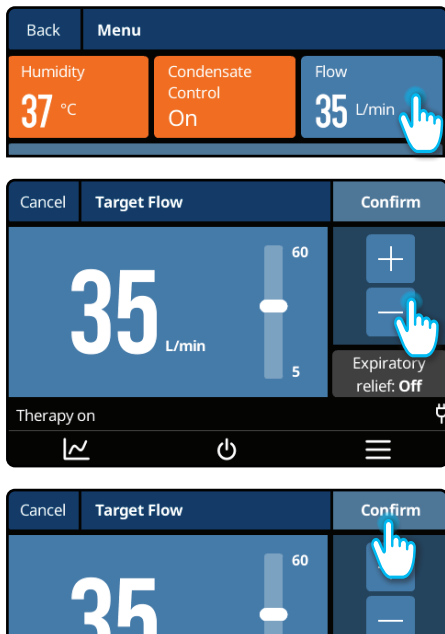 Back Menu
Humidity
37 °C
Condensate
Control
On
Flow
35 L/min
Cancel Target Flow Confirm
35 L/min
60
5
+
−
Expiratory
relief: Off
Therapy on
Cancel Target Flow Confirm
35
60
−